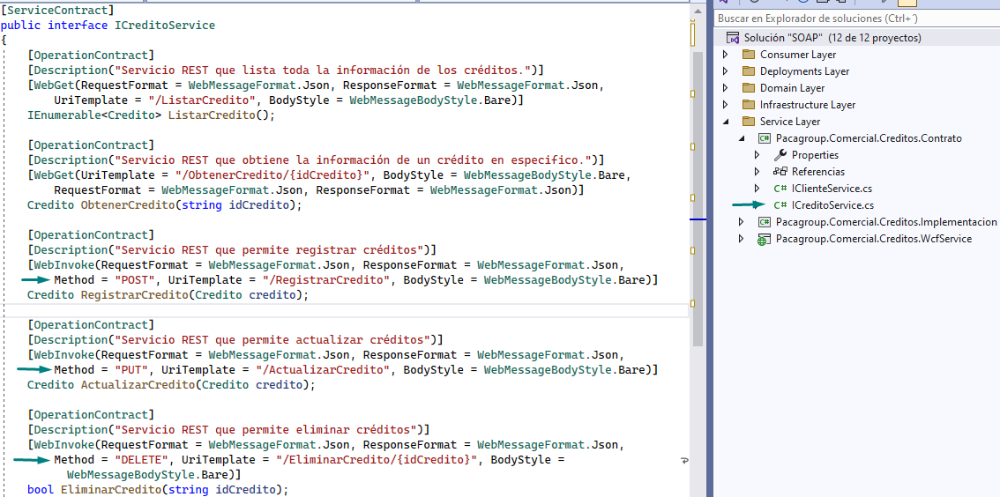 [ServiceContract]
public interface ICreditoService
{
[OperationContract]
[Description("Servicio REST que lista toda la información de los créditos.")]
[WebGet(RequestFormat = WebMessageFormat.Json, ResponseFormat = WebMessageFormat.Json,
UriTemplate = "/ListarCredito", BodyStyle = WebMessageBodyStyle.Bare)]
IEnumerable<Credito> ListarCredito();
[OperationContract]
[Description("Servicio REST que obtiene la información de un crédito en especifico.")]
[WebGet(UriTemplate = "/ObtenerCredito/{idCredito}", BodyStyle = WebMessageBodyStyle.Bare,
RequestFormat = WebMessageFormat.Json, ResponseFormat = WebMessageFormat.Json)]
Credito ObtenerCredito(string idCredito);
[OperationContract]
[Description("Servicio REST que permite registrar créditos")]
[WebInvoke(RequestFormat = WebMessageFormat.Json, ResponseFormat = WebMessageFormat.Json,
Method = "POST", UriTemplate = "/RegistrarCredito", BodyStyle = WebMessageBodyStyle.Bare)]
Credito RegistrarCredito(Credito credito);
[OperationContract]
[Description("Servicio REST que permite actualizar créditos")]
[WebInvoke(RequestFormat = WebMessageFormat.Json, ResponseFormat = WebMessageFormat.Json,
Method = "PUT", UriTemplate = "/ActualizarCredito", BodyStyle = WebMessageBodyStyle.Bare)]
Credito ActualizarCredito(Credito credito);
[OperationContract]
[Description("Servicio REST que permite eliminar créditos")]
[WebInvoke(RequestFormat = WebMessageFormat.Json, ResponseFormat = WebMessageFormat.Json,
Method = "DELETE", UriTemplate = "/EliminarCredito/{idCredito}", BodyStyle =
WebMessageBodyStyle.Bare)]
bool EliminarCredito(string idCredito);
Buscar en Explorador de soluciones (Ctrl+´)
Solución "SOAP" (12 de 12 proyectos)
Consumer Layer
Deployments Layer
Domain Layer
Infraestructure Layer
Service Layer
C# Pacagroup.Comercial.Creditos.Contrato
Properties
Referencias
C# IClienteService.cs
C# ICreditoService.cs
C# Pacagroup.Comercial.Creditos.Implementacion
Pacagroup.Comercial.Creditos.WcfService